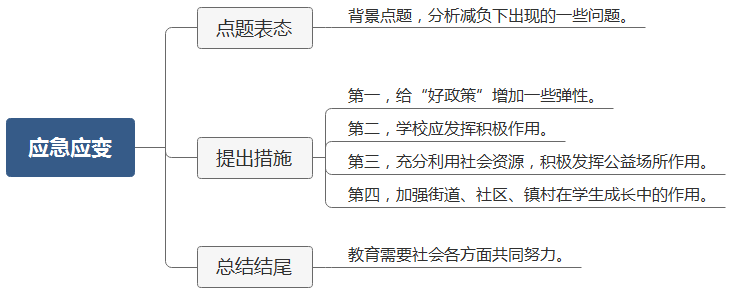 应急应变
点题表态
背景点题，分析减负下出现的一些问题。
提出措施
第一，给“好政策”增加一些弹性。
第二，学校应发挥积极作用。
第三，充分利用社会资源，积极发挥公益场所作用。
第四，加强街道、社区、镇村在学生成长中的作用。
总结结尾
教育需要社会各方面共同努力。